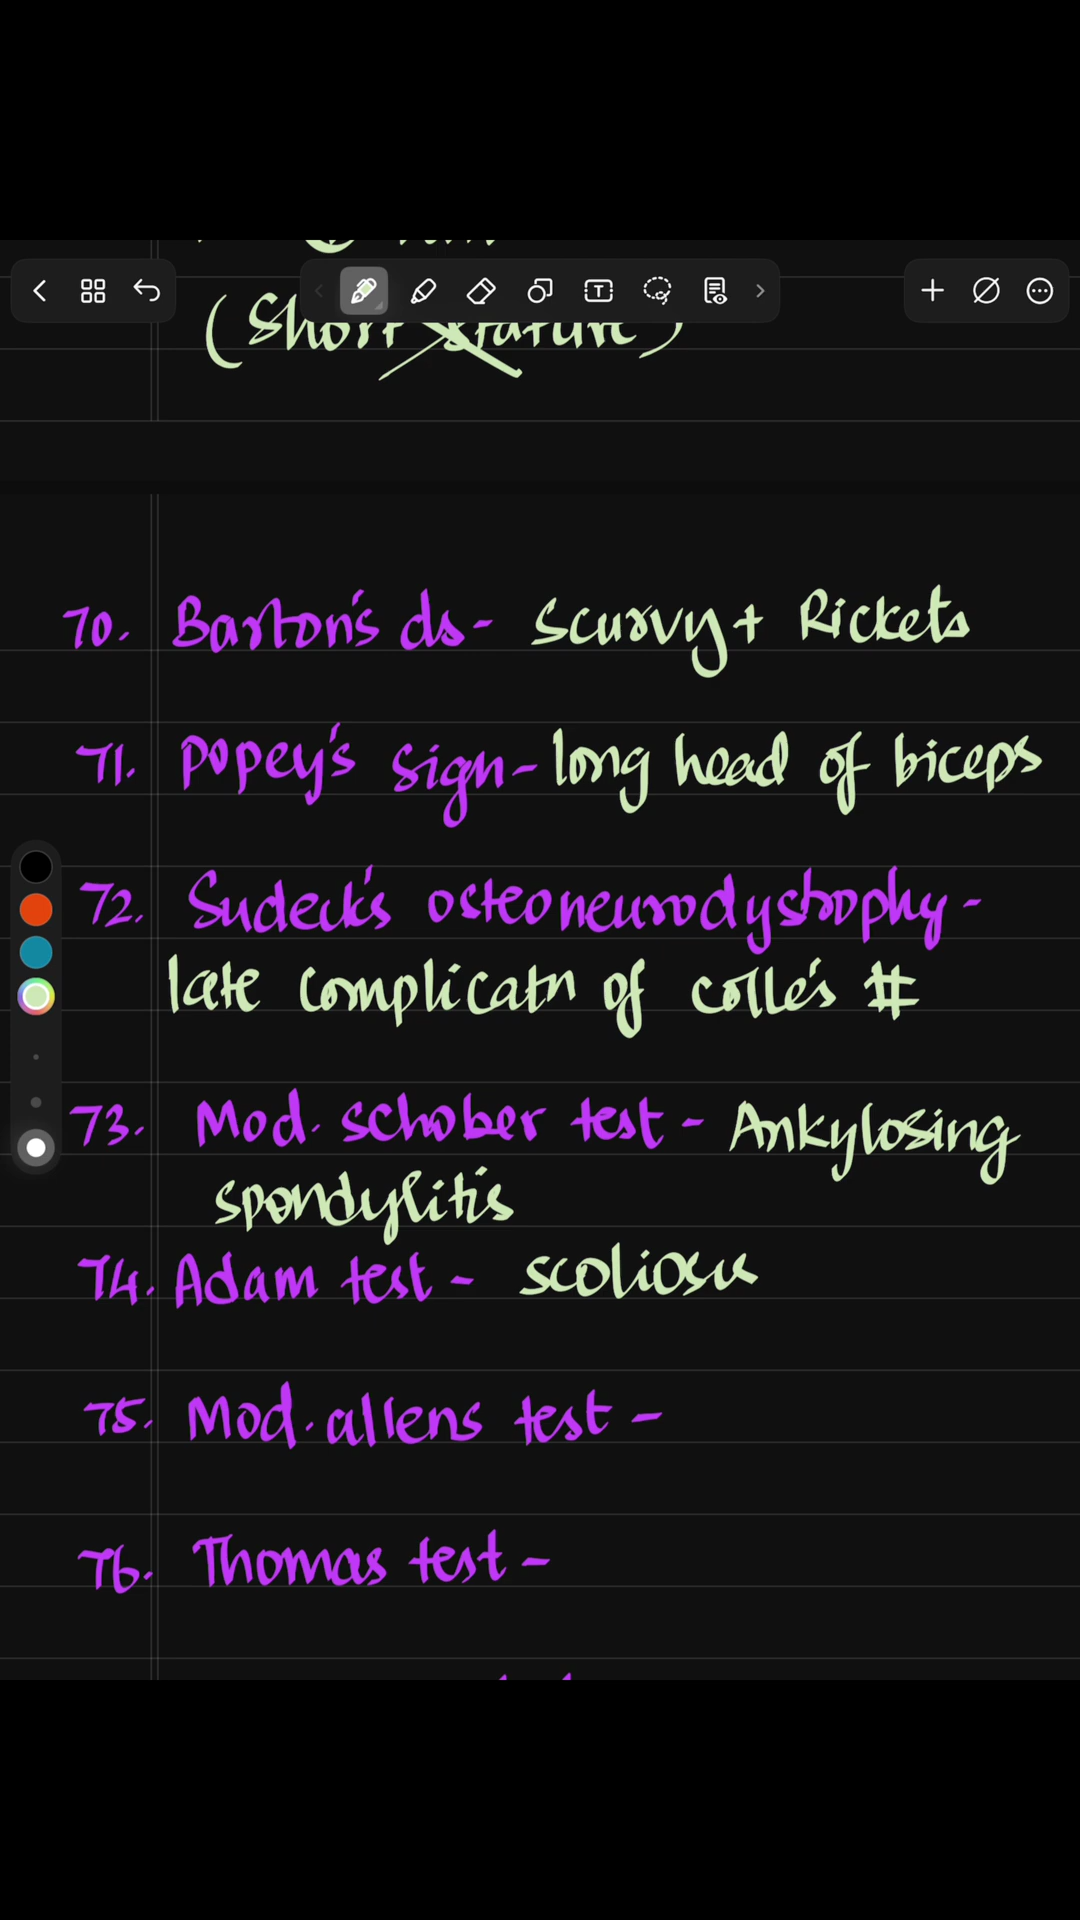 (Short stature)
70. Barton's ds - Scurvy + Rickets
71. Popey's sign - long head of biceps
72. Sudeck's osteoneurodystrophy -
late complicatn of colle's #
73. Mod. schober test - Ankylosing
spondylitis
74. Adam test - scoliosis
75. Mod. allens test -
76. Thomas test -